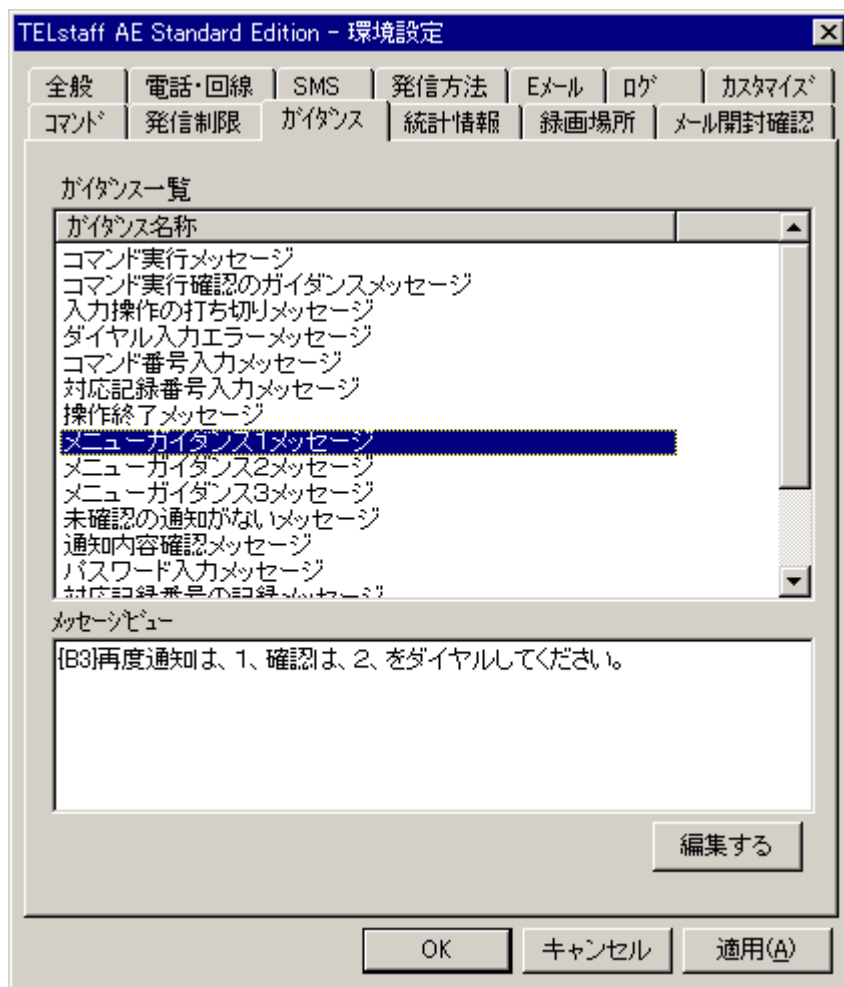 TELstaff AE Standard Edition - 環境設定
全般 電話・回線 SMS 発信方法 Eﾒｰﾙ ﾛｸﾞ ｶｽﾀﾏｲｽﾞ
ｺﾏﾝﾄﾞ 発信制限 ｶﾞｲﾀﾞﾝｽ 統計情報 録画場所 ﾒｰﾙ開封確認
ｶﾞｲﾀﾞﾝｽ一覧
ｶﾞｲﾀﾞﾝｽ名称
コマンド実行メッセージ
コマンド実行確認のガイダンスメッセージ
入力操作の打ち切りメッセージ
ダイヤル入力エラーメッセージ
コマンド番号入力メッセージ
対応記録番号入力メッセージ
操作終了メッセージ
メニューガイダンス1メッセージ
メニューガイダンス2メッセージ
メニューガイダンス3メッセージ
未確認の通知がないメッセージ
通知内容確認メッセージ
パスワード入力メッセージ
対応記録番号の記録メッセージ
ﾒｯｾｰｼﾞﾋﾞｭｰ
{B3}再度通知は、1、確認は、2、をダイヤルしてください。
編集する
OK キャンセル 適用(A)